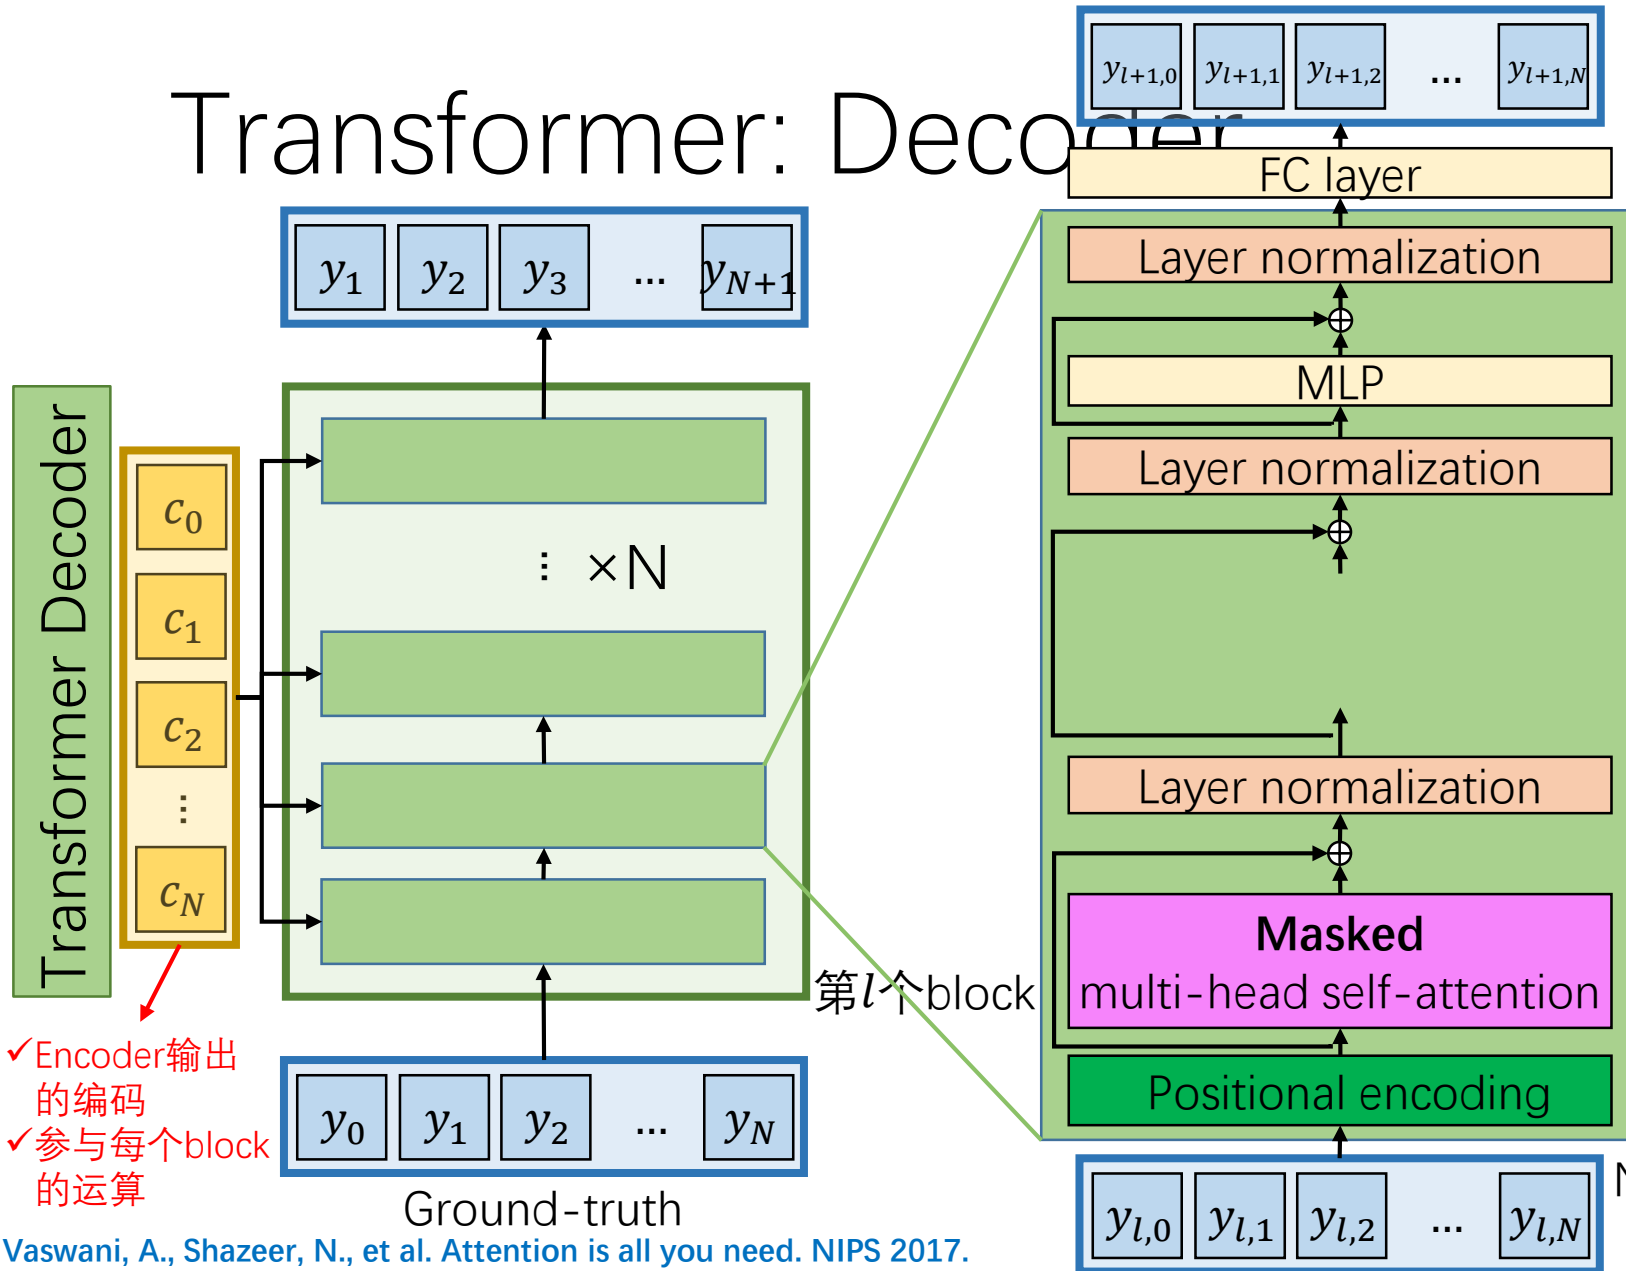 Transformer: Decoder
y_1 y_2 y_3 ... y_{N+1}
Transformer Decoder
c_0
c_1
c_2
⋮
c_N
⋮ ×N
第l个block
✓Encoder输出
的编码
✓参与每个block
的运算
y_0 y_1 y_2 ... y_N
Ground-truth
Vaswani, A., Shazeer, N., et al. Attention is all you need. NIPS 2017.
y_{l+1,0} y_{l+1,1} y_{l+1,2} ... y_{l+1,N}
FC layer
Layer normalization
MLP
Layer normalization
Layer normalization
Masked
multi-head self-attention
Positional encoding
y_{l,0} y_{l,1} y_{l,2} ... y_{l,N}